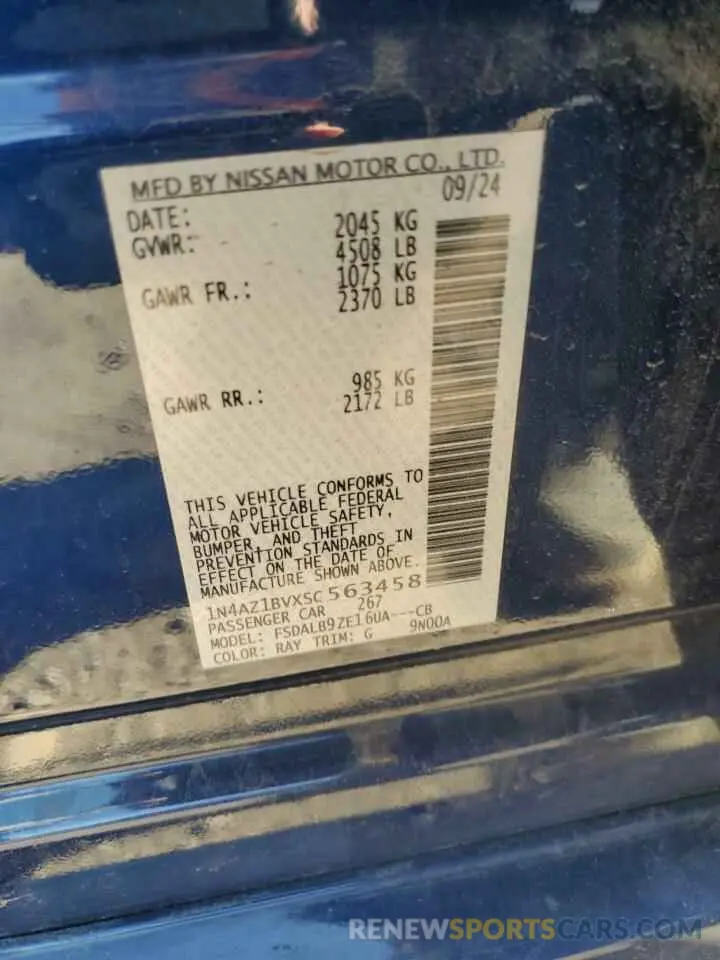 MFD BY NISSAN MOTOR CO., LTD.
DATE: 09/24
GVWR: 2045 KG
4508 LB
GAWR FR.: 1075 KG
2370 LB
GAWR RR.: 985 KG
2172 LB
THIS VEHICLE CONFORMS TO
ALL APPLICABLE FEDERAL
MOTOR VEHICLE SAFETY,
BUMPER, AND THEFT
PREVENTION STANDARDS IN
EFFECT ON THE DATE OF
MANUFACTURE SHOWN ABOVE.
1N4AZ1BVXSC563458
PASSENGER CAR 267
MODEL: FSDALB9ZE16UA---CB
COLOR: RAY TRIM: G 9N00A
RENEWSPORTSCARS.COM